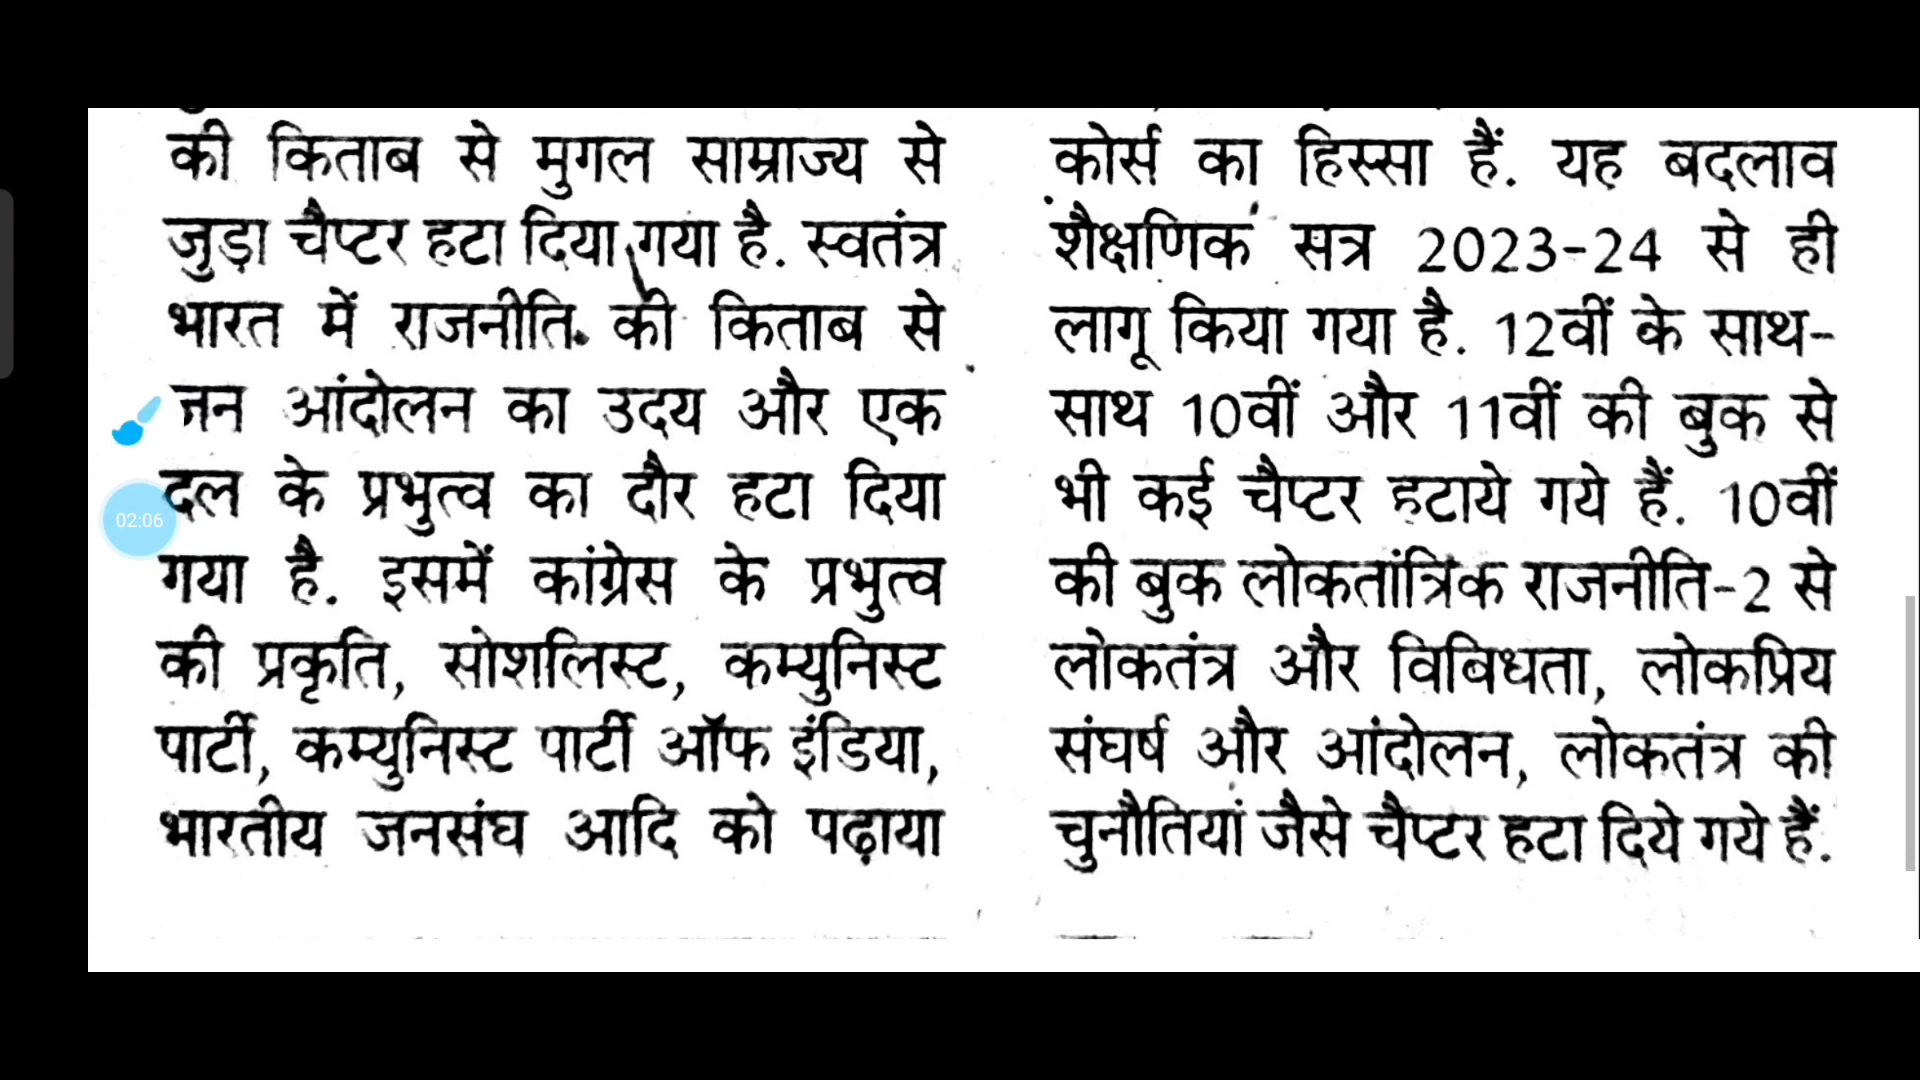 की किताब से मुगल साम्राज्य से
जुड़ा चैप्टर हटा दिया गया है. स्वतंत्र
भारत में राजनीति की किताब से
जन आंदोलन का उदय और एक
दल के प्रभुत्व का दौर हटा दिया
गया है. इसमें कांग्रेस के प्रभुत्व
की प्रकृति, सोशलिस्ट, कम्युनिस्ट
पार्टी, कम्युनिस्ट पार्टी ऑफ इंडिया,
भारतीय जनसंघ आदि को पढ़ाया
कोर्स का हिस्सा हैं. यह बदलाव
शैक्षणिक सत्र 2023-24 से ही
लागू किया गया है. 12वीं के साथ-
साथ 10वीं और 11वीं की बुक से
भी कई चैप्टर हटाये गये हैं. 10वीं
की बुक लोकतांत्रिक राजनीति-2 से
लोकतंत्र और विबिधता, लोकप्रिय
संघर्ष और आंदोलन, लोकतंत्र की
चुनौतियां जैसे चैप्टर हटा दिये गये हैं.
02:06